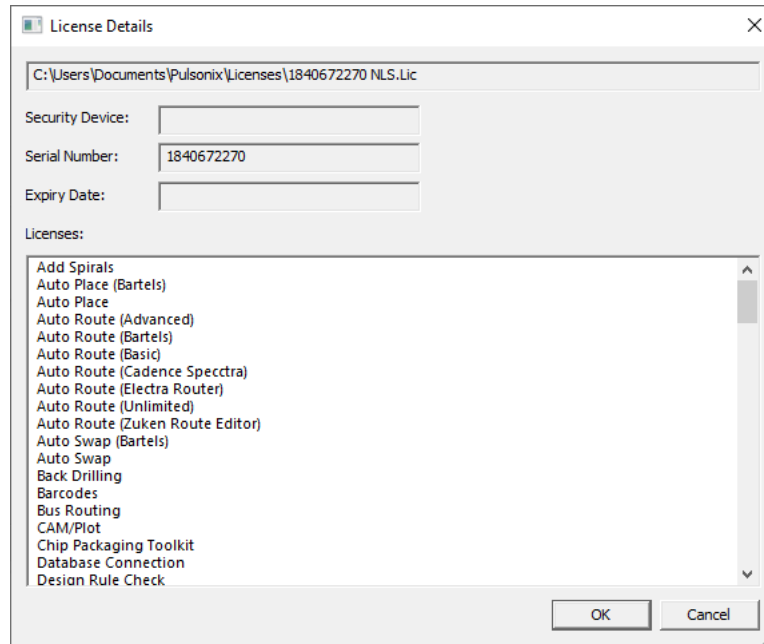 License Details
C:\Users\Documents\Pulsonix\Licenses\1840672270 NLS.Lic
Security Device:
Serial Number: 1840672270
Expiry Date:
Licenses:
Add Spirals
Auto Place (Bartels)
Auto Place
Auto Route (Advanced)
Auto Route (Bartels)
Auto Route (Basic)
Auto Route (Cadence Specctra)
Auto Route (Electra Router)
Auto Route (Unlimited)
Auto Route (Zuken Route Editor)
Auto Swap (Bartels)
Auto Swap
Back Drilling
Barcodes
Bus Routing
CAM/Plot
Chip Packaging Toolkit
Database Connection
Design Rule Check
OK Cancel